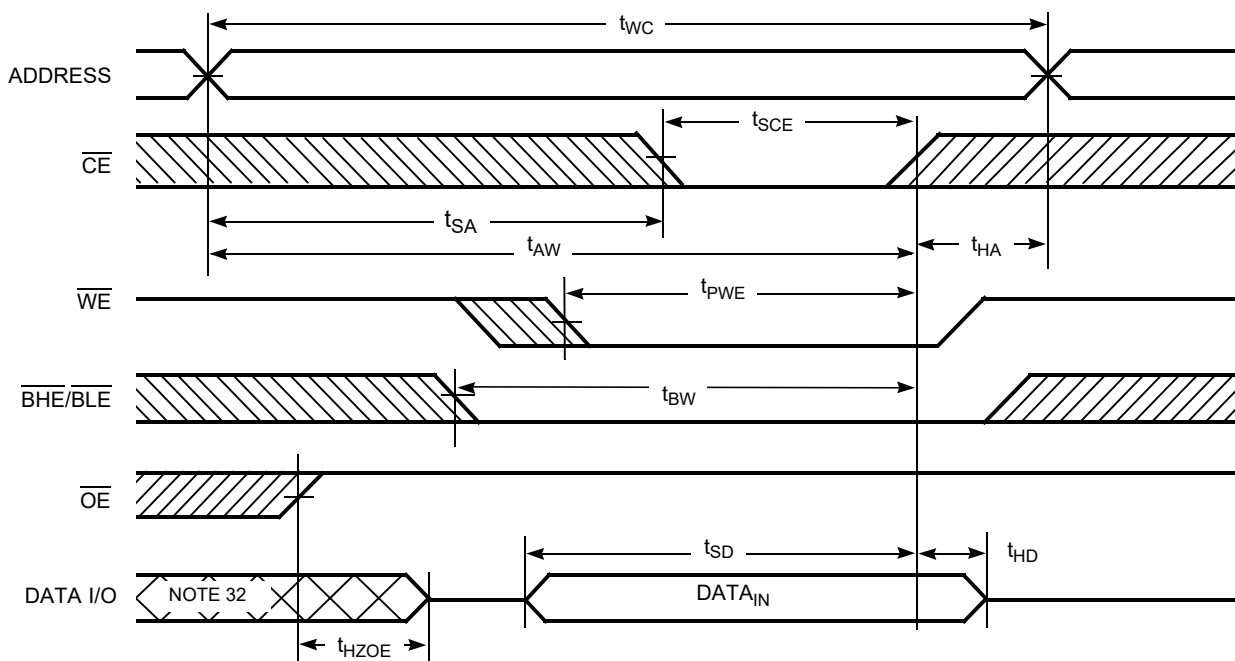 tWC
ADDRESS
tSCE
CE
tSA
tAW
tHA
WE
tPWE
BHE/BLE
tBW
OE
tSD
tHD
DATA I/O
NOTE 32
DATAIN
tHZOE